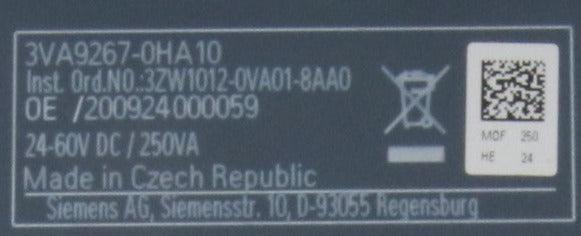 3VA9267-0HA10
Inst. Ord.NO.:3ZW1012-0VA01-8AA0
OE /200924000059
24-60V DC / 250VA
Made in Czech Republic
Siemens AG, Siemensstr. 10, D-93055 Regensburg
MOF 250
HE 24